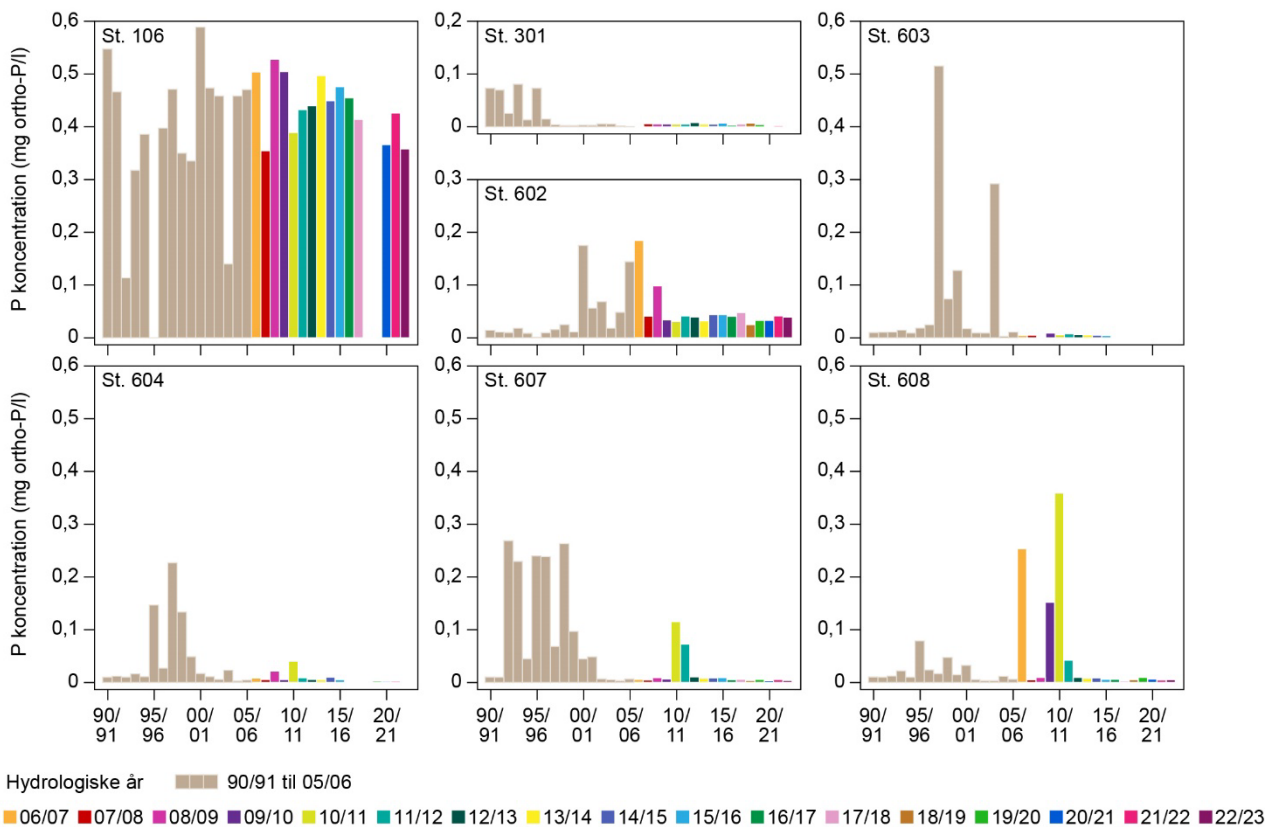 P koncentration (mg ortho-P/l)
0,6
0,5
0,4
0,3
0,2
0,1
0
St. 106
0,2
0,1
0
St. 301
0,3
0,2
0,1
0
St. 602
0,6
0,5
0,4
0,3
0,2
0,1
0
St. 603
P koncentration (mg ortho-P/l)
0,6
0,5
0,4
0,3
0,2
0,1
0
St. 604
90/ 95/ 00/ 05/ 10/ 15/ 20/
91 96 01 06 11 16 21
0,6
0,5
0,4
0,3
0,2
0,1
0
St. 607
90/ 95/ 00/ 05/ 10/ 15/ 20/
91 96 01 06 11 16 21
0,6
0,5
0,4
0,3
0,2
0,1
0
St. 608
90/ 95/ 00/ 05/ 10/ 15/ 20/
91 96 01 06 11 16 21
Hydrologiske år 90/91 til 05/06
06/07 07/08 08/09 09/10 10/11 11/12 12/13 13/14 14/15 15/16 16/17 17/18 18/19 19/20 20/21 21/22 22/23